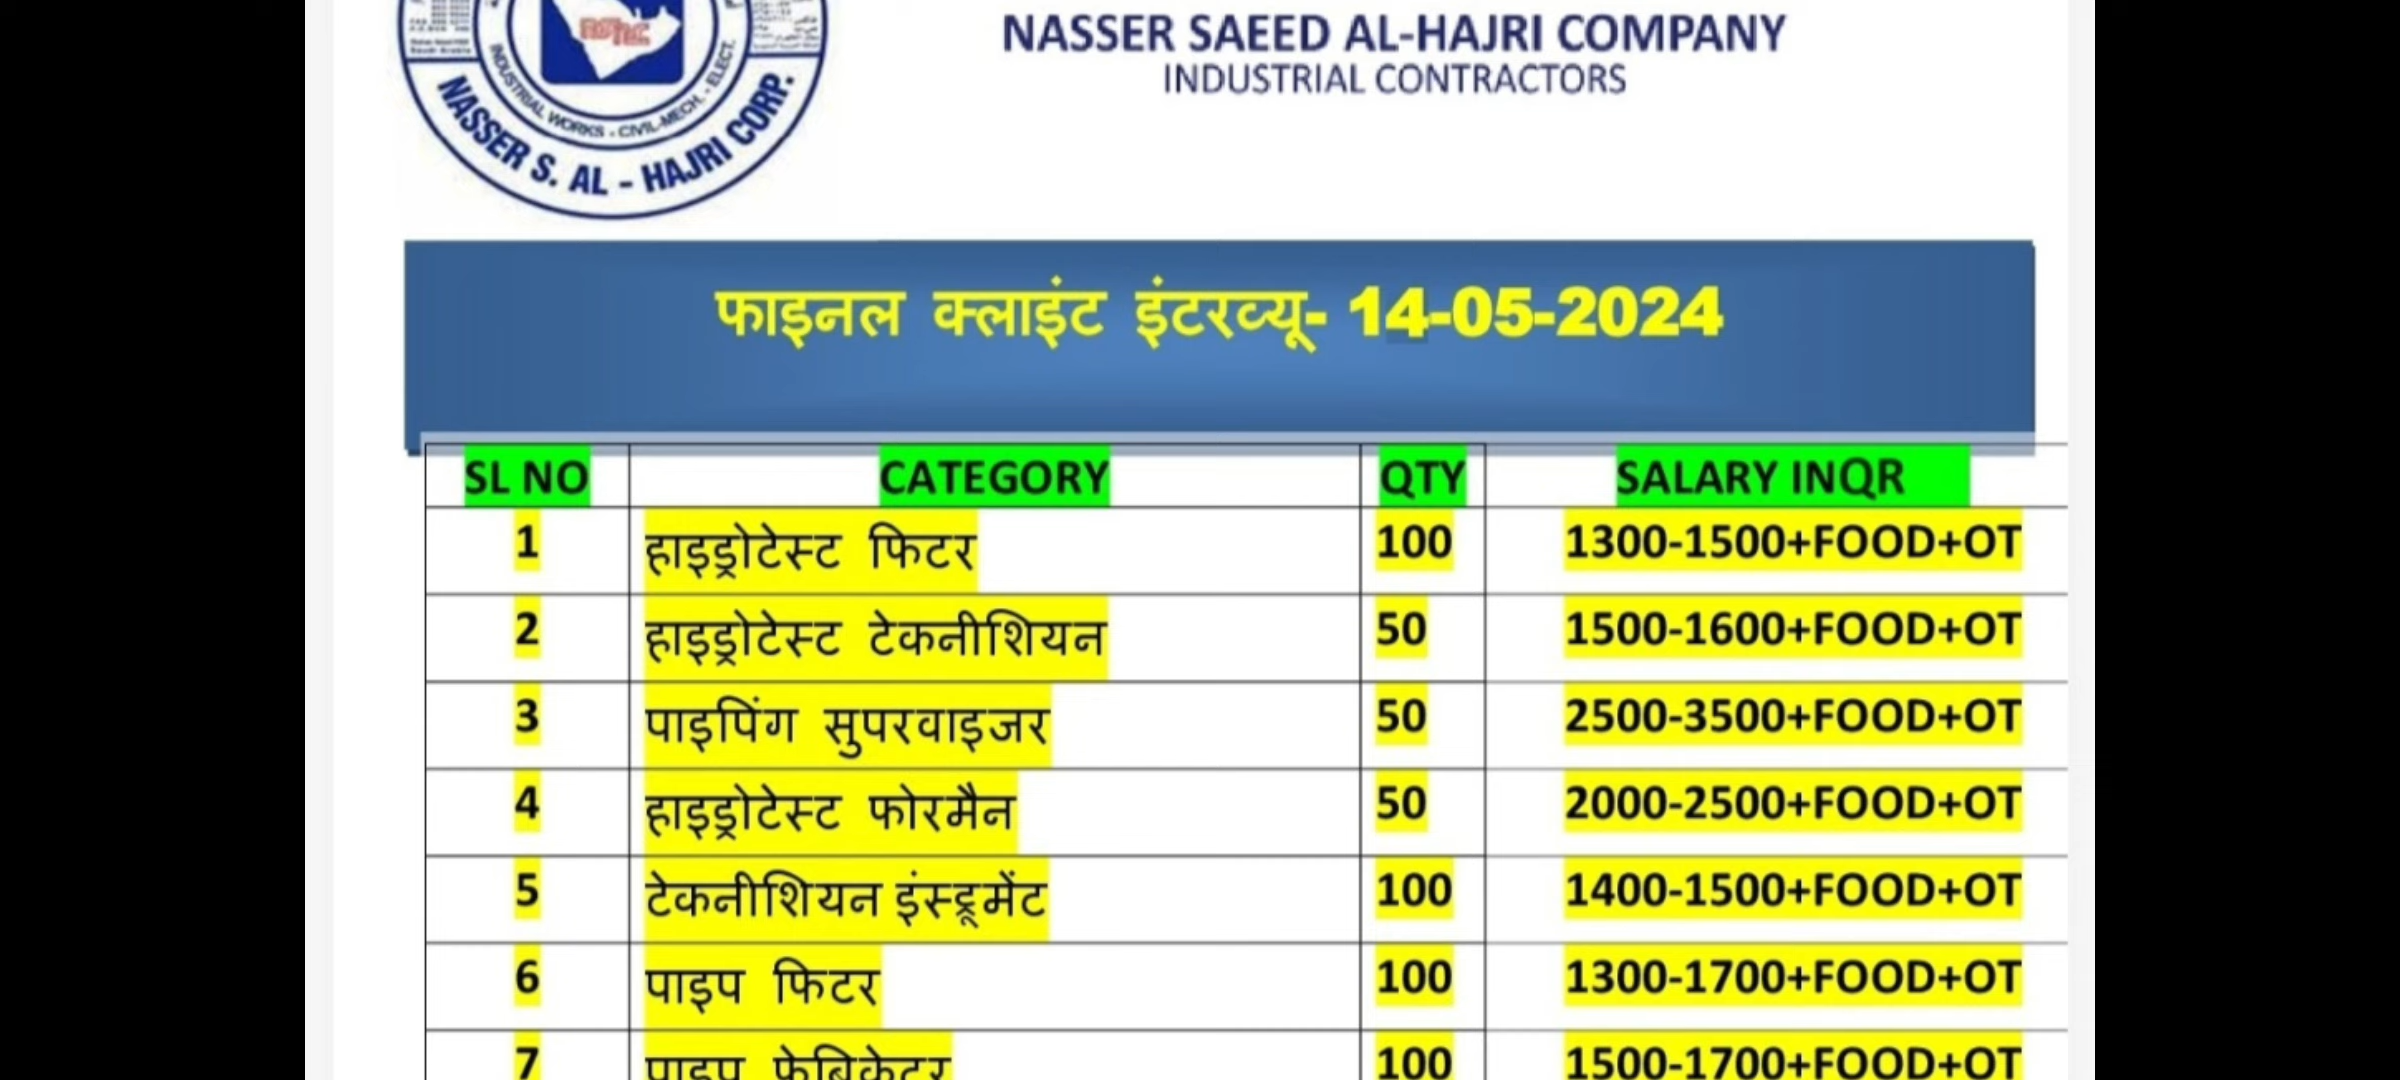 NASSER SAEED AL-HAJRI COMPANY
INDUSTRIAL CONTRACTORS
INDUSTRIAL WORKS - CIVIL-MECH. - ELECT.
NASSER S. AL - HAJRI CORP.
फाइनल क्लाइंट इंटरव्यू- 14-05-2024
SL NO CATEGORY QTY SALARY INQR
1 हाइड्रोटेस्ट फिटर 100 1300-1500+FOOD+OT
2 हाइड्रोटेस्ट टेकनीशियन 50 1500-1600+FOOD+OT
3 पाइपिंग सुपरवाइजर 50 2500-3500+FOOD+OT
4 हाइड्रोटेस्ट फोरमैन 50 2000-2500+FOOD+OT
5 टेकनीशियन इंस्ट्रूमेंट 100 1400-1500+FOOD+OT
6 पाइप फिटर 100 1300-1700+FOOD+OT
7 पाइप फेबिकेटर 100 1500-1700+FOOD+OT